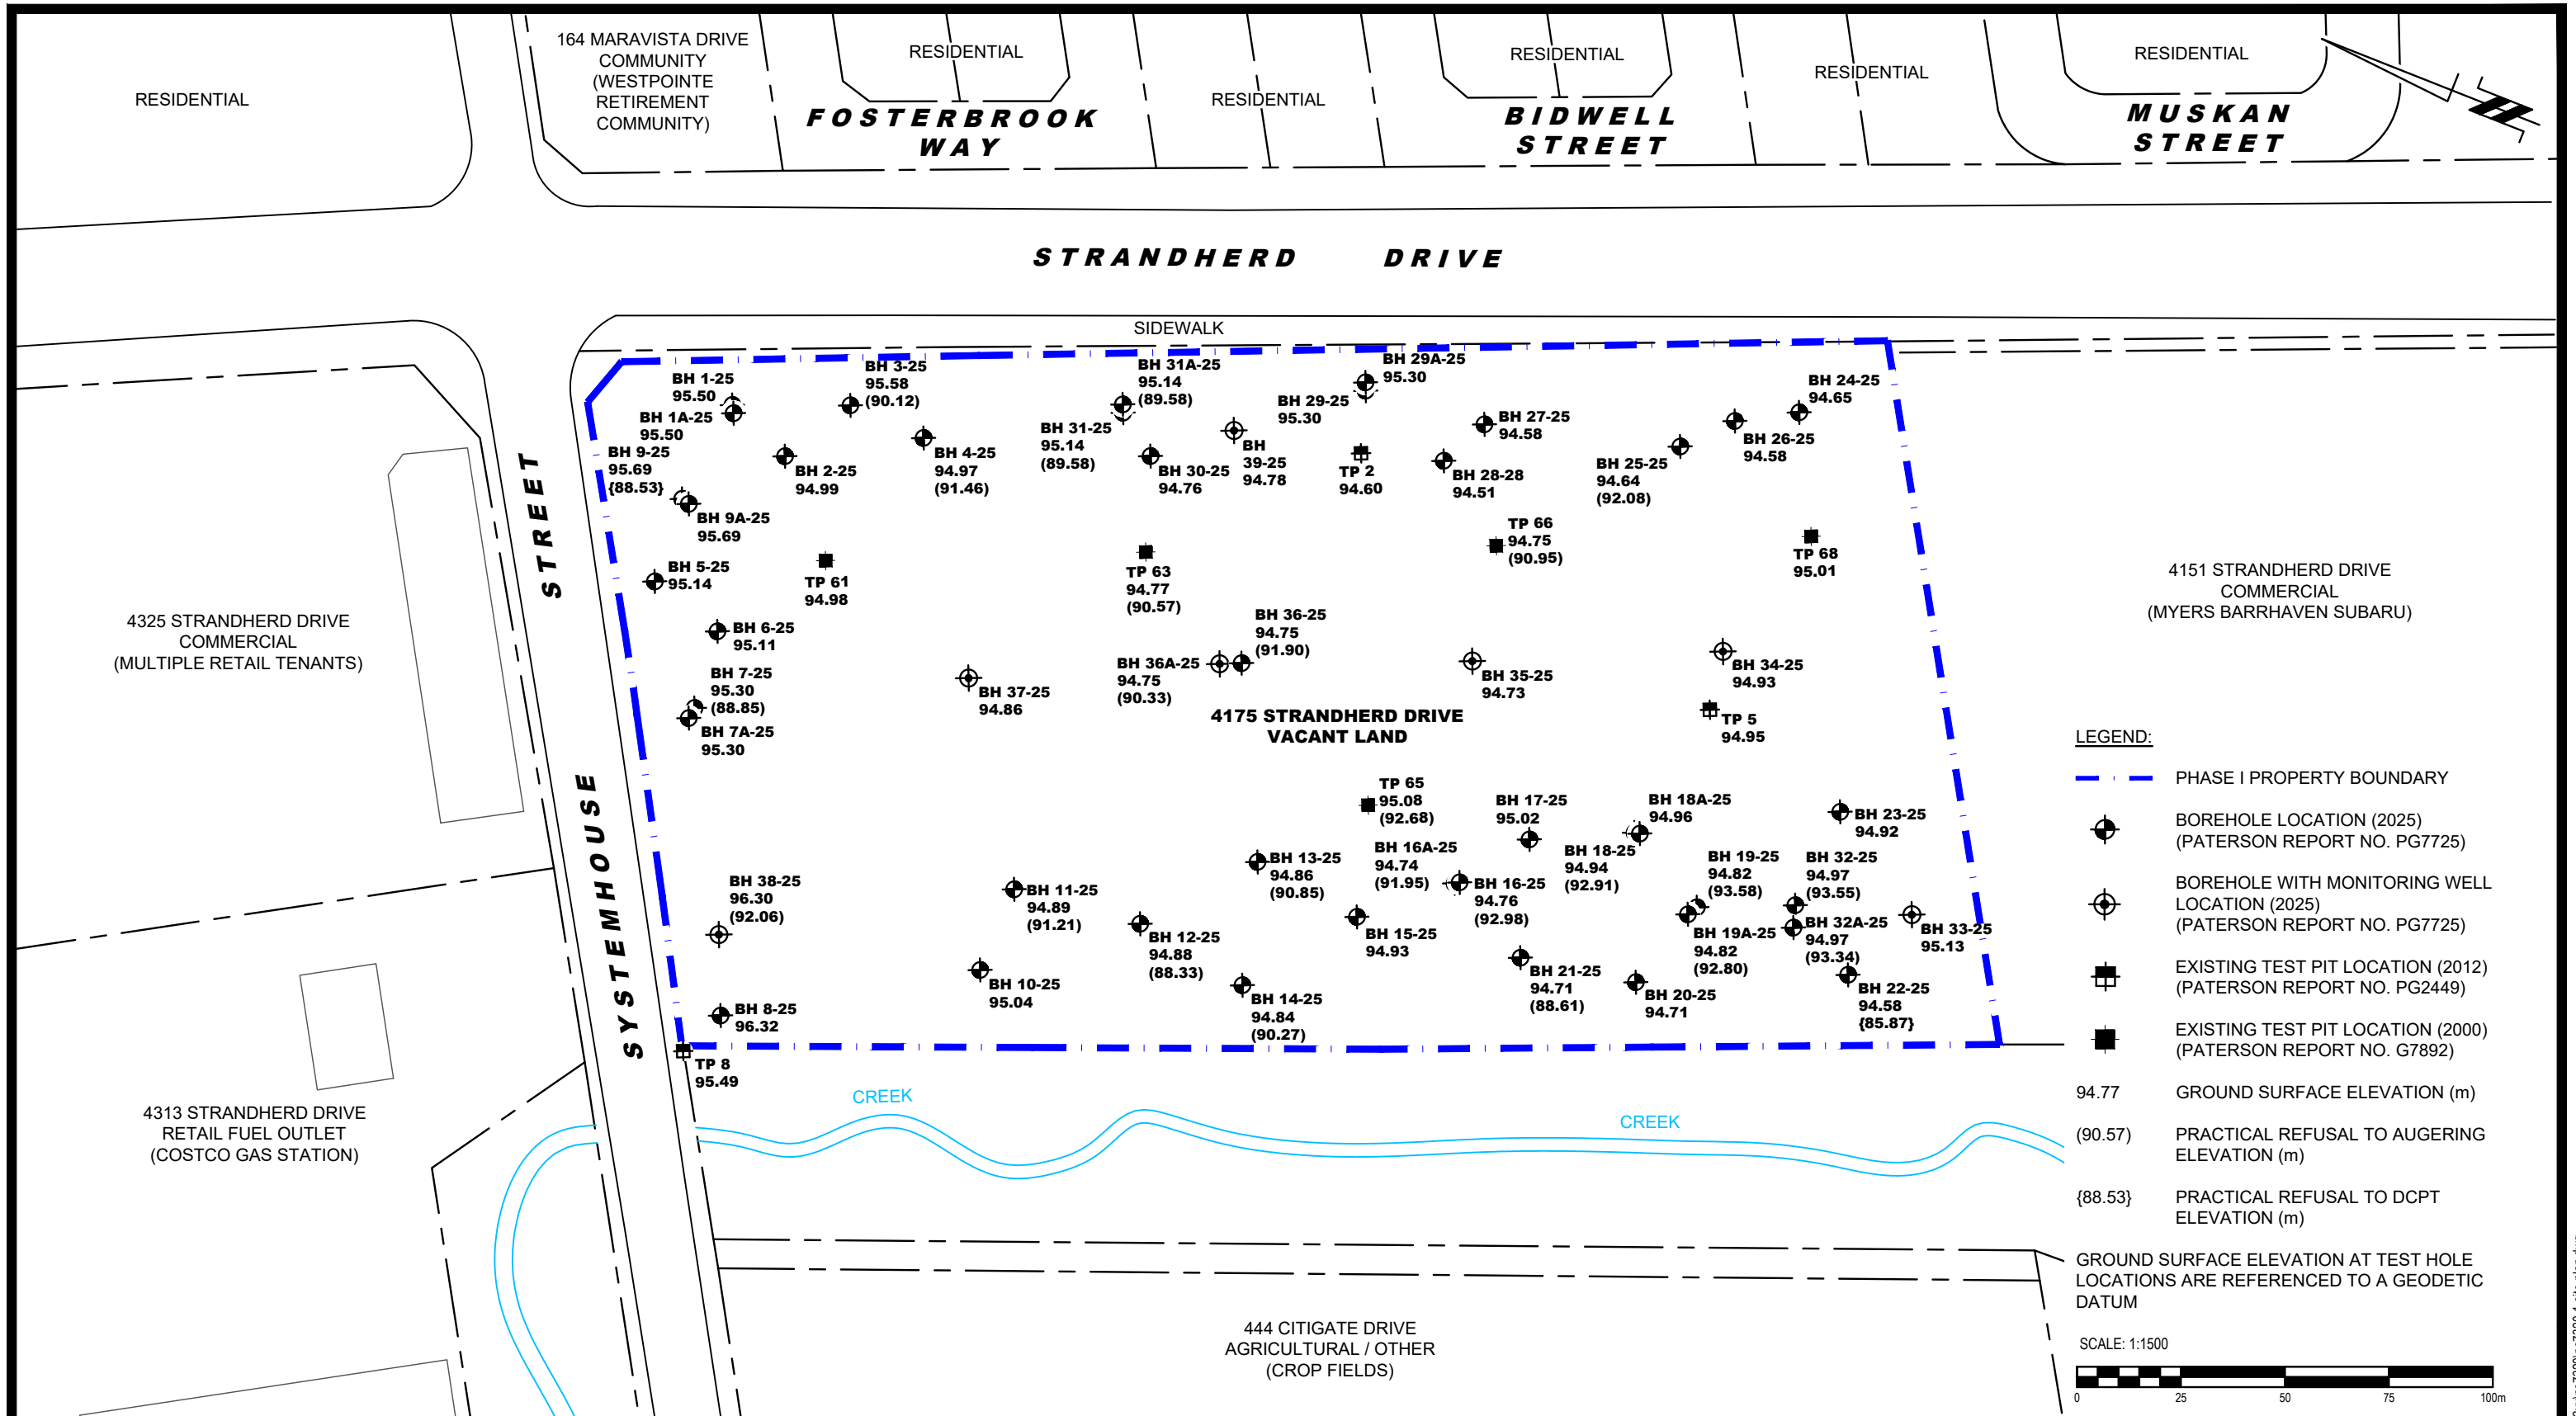 RESIDENTIAL
164 MARAVISTA DRIVE
COMMUNITY
(WESTPOINTE
RETIREMENT
COMMUNITY)
RESIDENTIAL
FOSTERBROOK
WAY
RESIDENTIAL
RESIDENTIAL
BIDWELL
STREET
RESIDENTIAL
RESIDENTIAL
MUSKAN
STREET
STRANDHERD DRIVE
SIDEWALK
BH 1-25
95.50
BH 1A-25
95.50
BH 9-25
95.69
{88.53}
BH 9A-25
95.69
BH 2-25
94.99
BH 3-25
95.58
(90.12)
BH 4-25
94.97
(91.46)
BH 31A-25
95.14
(89.58)
BH 31-25
95.14
(89.58)
BH 30-25
94.76
BH
39-25
94.78
BH 29A-25
95.30
BH 29-25
95.30
TP 2
94.60
BH 27-25
94.58
BH 28-28
94.51
BH 25-25
94.64
(92.08)
BH 26-25
94.58
BH 24-25
94.65
BH 5-25
95.14
TP 61
94.98
TP 63
94.77
(90.57)
TP 66
94.75
(90.95)
TP 68
95.01
BH 6-25
95.11
BH 7-25
95.30
(88.85)
BH 7A-25
95.30
BH 37-25
94.86
BH 36A-25
94.75
(90.33)
BH 36-25
94.75
(91.90)
BH 35-25
94.73
BH 34-25
94.93
TP 5
94.95
4175 STRANDHERD DRIVE
VACANT LAND
TP 65
95.08
(92.68)
BH 17-25
95.02
BH 18A-25
94.96
BH 18-25
94.94
(92.91)
BH 23-25
94.92
BH 13-25
94.86
(90.85)
BH 16A-25
94.74
(91.95)
BH 16-25
94.76
(92.98)
BH 19-25
94.82
(93.58)
BH 32-25
94.97
(93.55)
BH 38-25
96.30
(92.06)
BH 11-25
94.89
(91.21)
BH 12-25
94.88
(88.33)
BH 15-25
94.93
BH 19A-25
94.82
(92.80)
BH 32A-25
94.97
(93.34)
BH 33-25
95.13
BH 8-25
96.32
BH 10-25
95.04
BH 14-25
94.84
(90.27)
BH 21-25
94.71
(88.61)
BH 20-25
94.71
BH 22-25
94.58
{85.87}
TP 8
95.49
SYSTEMHOUSE STREET
4325 STRANDHERD DRIVE
COMMERCIAL
(MULTIPLE RETAIL TENANTS)
4313 STRANDHERD DRIVE
RETAIL FUEL OUTLET
(COSTCO GAS STATION)
4151 STRANDHERD DRIVE
COMMERCIAL
(MYERS BARRHAVEN SUBARU)
CREEK
CREEK
444 CITIGATE DRIVE
AGRICULTURAL / OTHER
(CROP FIELDS)
LEGEND:
PHASE I PROPERTY BOUNDARY
BOREHOLE LOCATION (2025)
(PATERSON REPORT NO. PG7725)
BOREHOLE WITH MONITORING WELL
LOCATION (2025)
(PATERSON REPORT NO. PG7725)
EXISTING TEST PIT LOCATION (2012)
(PATERSON REPORT NO. PG2449)
EXISTING TEST PIT LOCATION (2000)
(PATERSON REPORT NO. G7892)
94.77 GROUND SURFACE ELEVATION (m)
(90.57) PRACTICAL REFUSAL TO AUGERING
ELEVATION (m)
{88.53} PRACTICAL REFUSAL TO DCPT
ELEVATION (m)
GROUND SURFACE ELEVATION AT TEST HOLE
LOCATIONS ARE REFERENCED TO A GEODETIC
DATUM
SCALE: 1:1500
0 25 50 75 100m